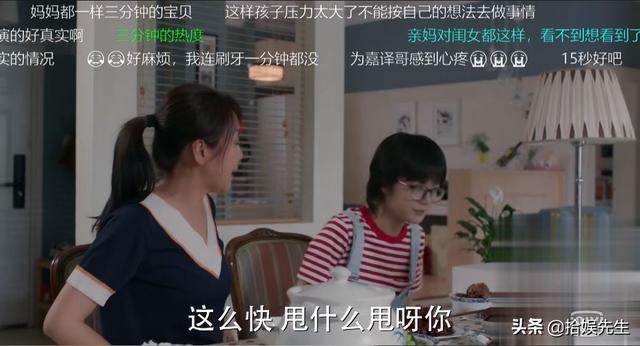 妈妈都一样三分钟的宝贝 这样孩子压力太大了不能按自己的想法去做事情
演的好真实啊 三分钟的热度 亲妈对闺女都这样，看不到想看到了
实的情况 好麻烦，我连刷牙一分钟都没 为嘉译哥感到心疼 15秒好吧
这么快 甩什么甩呀你
头条 @拾娱先生